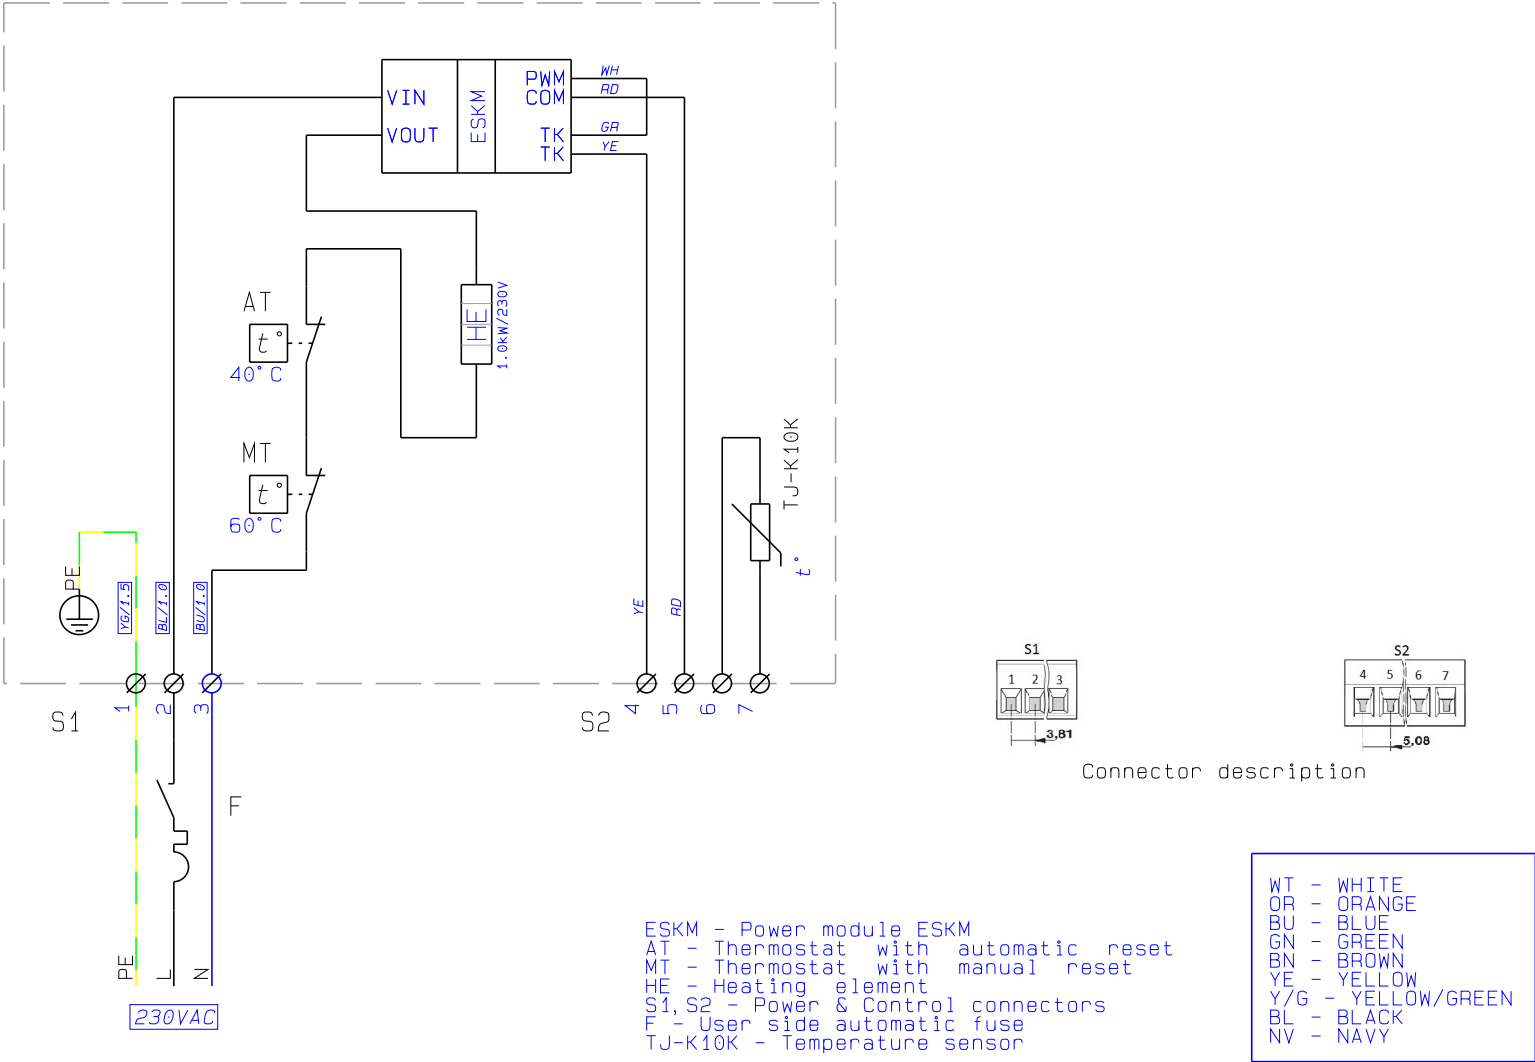 PWM
WH
VIN
COM
RD
ESKM
VOUT
TK
GR
TK
YE
AT
t°
40°C
HE
1.0kW/230V
MT
t°
60°C
TJ-K10K
t°
PE
YG/1.5
BL/1.0
BU/1.0
YE
RD
S1
1
2
3
S2
4
5
6
7
F
PE
L
N
230VAC
S1
1 2 3
3,81
S2
4 5 6 7
5,08
Connector description
ESKM - Power module ESKM
AT - Thermostat with automatic reset
MT - Thermostat with manual reset
HE - Heating element
S1,S2 - Power & Control connectors
F - User side automatic fuse
TJ-K10K - Temperature sensor
WT - WHITE
OR - ORANGE
BU - BLUE
GN - GREEN
BN - BROWN
YE - YELLOW
Y/G - YELLOW/GREEN
BL - BLACK
NV - NAVY